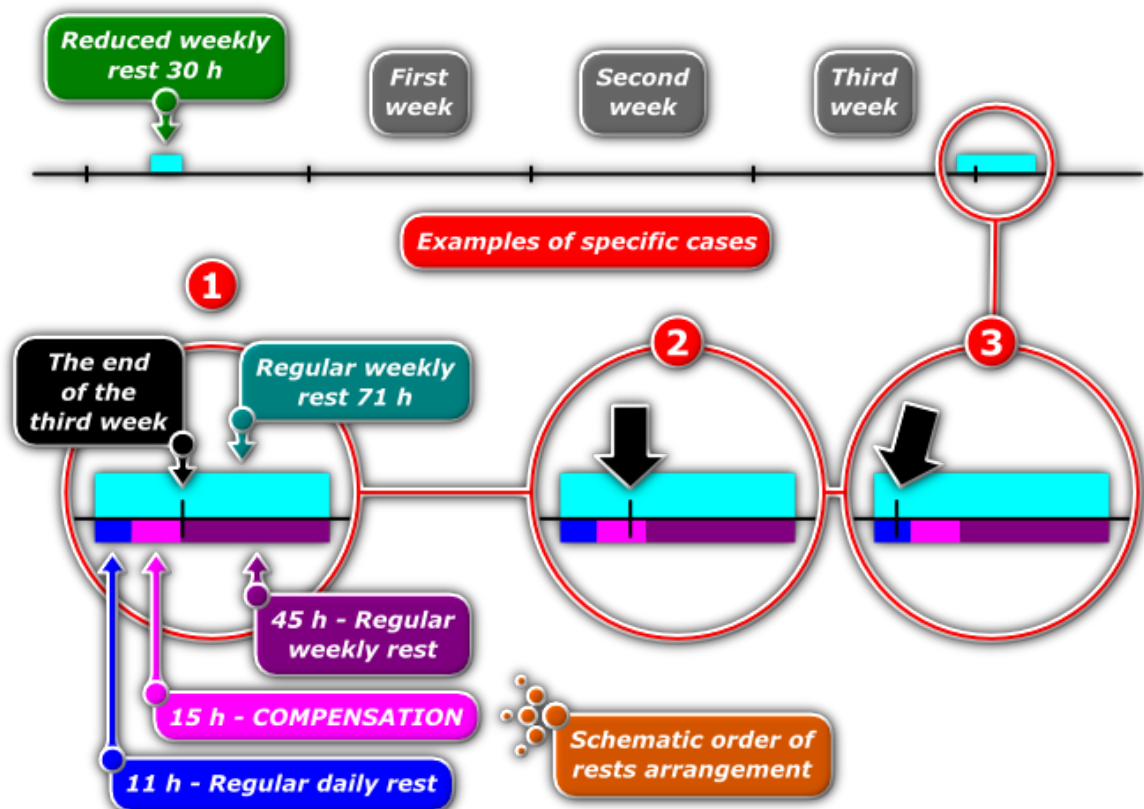 Reduced weekly
rest 30 h
First
week
Second
week
Third
week
Examples of specific cases
1
2
3
The end
of the
third week
Regular weekly
rest 71 h
45 h - Regular
weekly rest
15 h - COMPENSATION
11 h - Regular daily rest
Schematic order of
rests arrangement